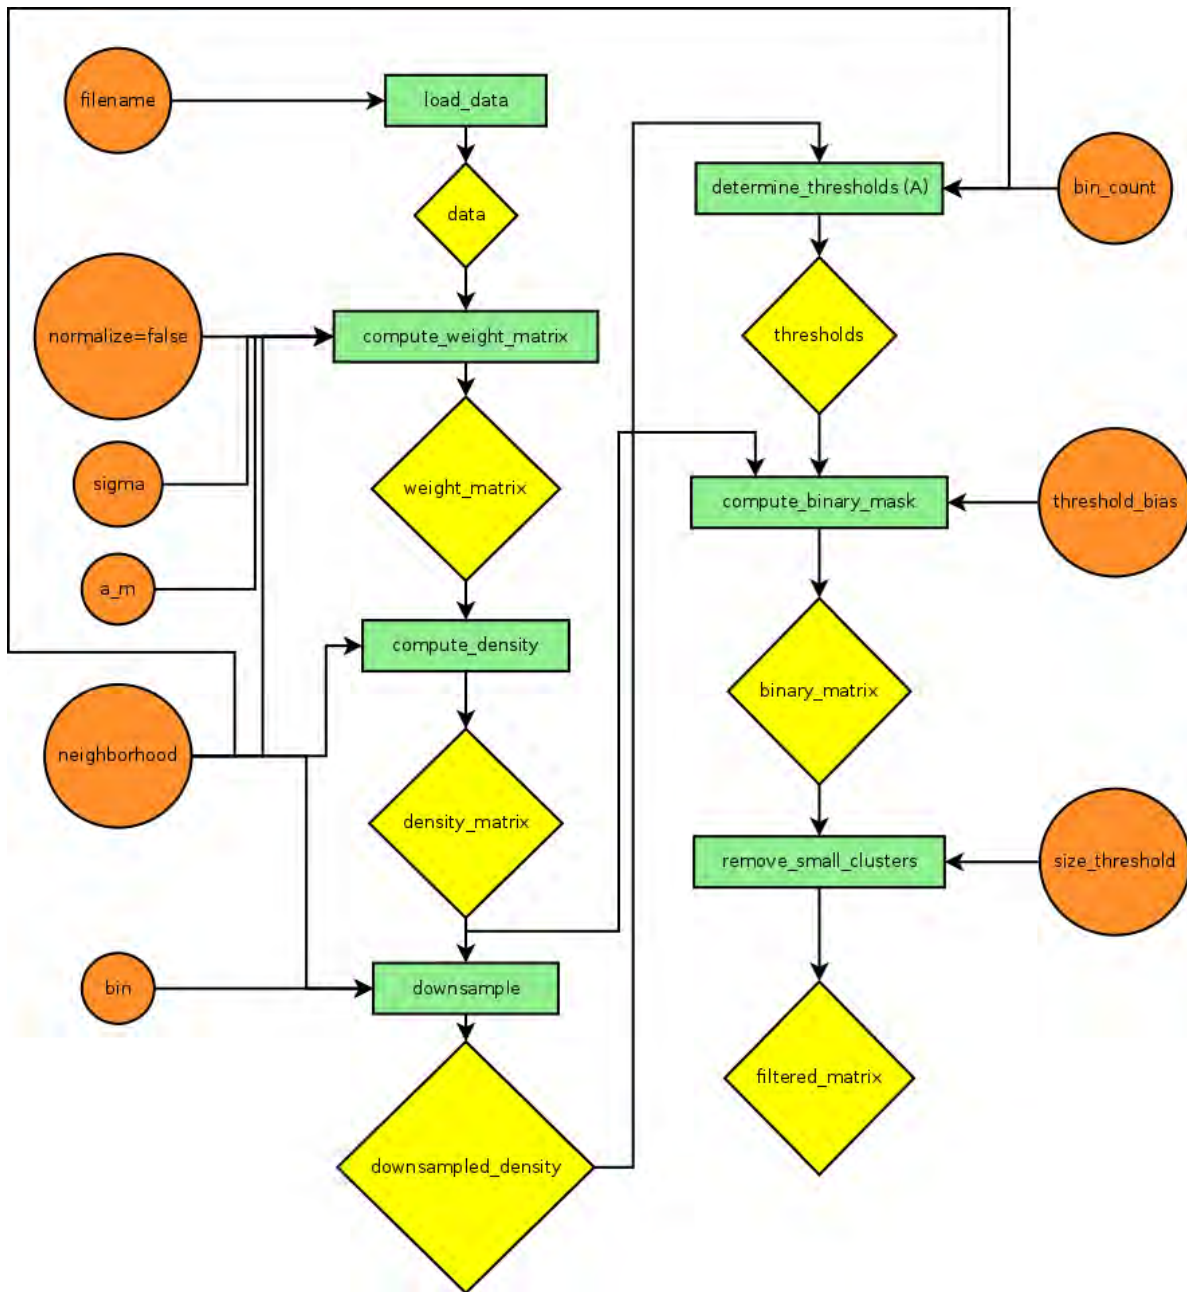 filename
load_data
data
normalize=false
compute_weight_matrix
sigma
weight_matrix
a_m
compute_density
neighborhood
density_matrix
bin
downsample
downsampled_density
determine_thresholds (A)
bin_count
thresholds
compute_binary_mask
threshold_bias
binary_matrix
remove_small_clusters
size_threshold
filtered_matrix